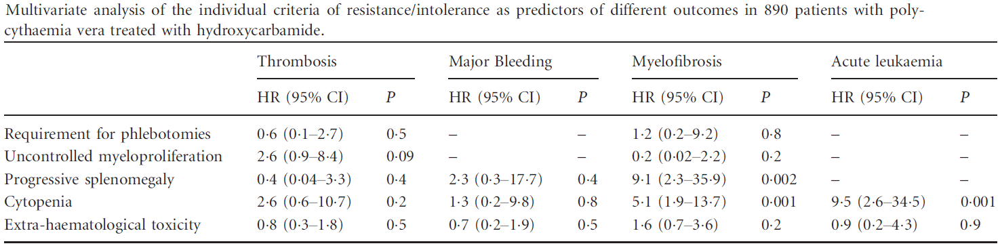 Multivariate analysis of the individual criteria of resistance/intolerance as predictors of different outcomes in 890 patients with poly-
cythaemia vera treated with hydroxycarbamide.
Thrombosis Major Bleeding Myelofibrosis Acute leukaemia
HR (95% CI) P HR (95% CI) P HR (95% CI) P HR (95% CI) P
Requirement for phlebotomies 0·6 (0·1–2·7) 0·5 – – 1·2 (0·2–9·2) 0·8 – –
Uncontrolled myeloproliferation 2·6 (0·9–8·4) 0·09 – – 0·2 (0·02–2·2) 0·2 – –
Progressive splenomegaly 0·4 (0·04–3·3) 0·4 2·3 (0·3–17·7) 0·4 9·1 (2·3–35·9) 0·002 – –
Cytopenia 2·6 (0·6–10·7) 0·2 1·3 (0·2–9·8) 0·8 5·1 (1·9–13·7) 0·001 9·5 (2·6–34·5) 0·001
Extra-haematological toxicity 0·8 (0·3–1·8) 0·5 0·7 (0·2–1·9) 0·5 1·6 (0·7–3·6) 0·2 0·9 (0·2–4·3) 0·9